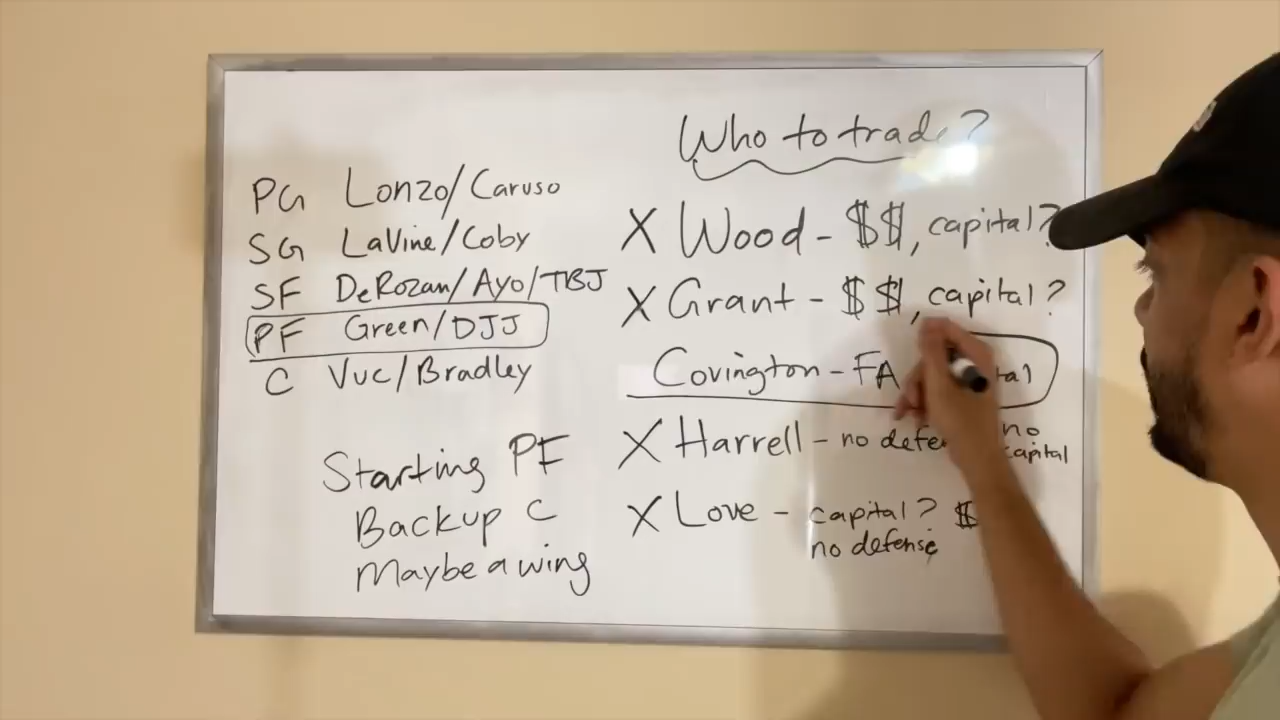 PG Lonzo/Caruso
SG LaVine/Coby
SF DeRozan/Ayo/TBJ
PF Green/DJJ
C Vuc/Bradley
Starting PF
Backup C
Maybe a wing
Who to trade?
X Wood - $$, capital?
X Grant - $$, capital?
Covington - FA
X Harrell - no no
capital
X Love - capital? $
no defense